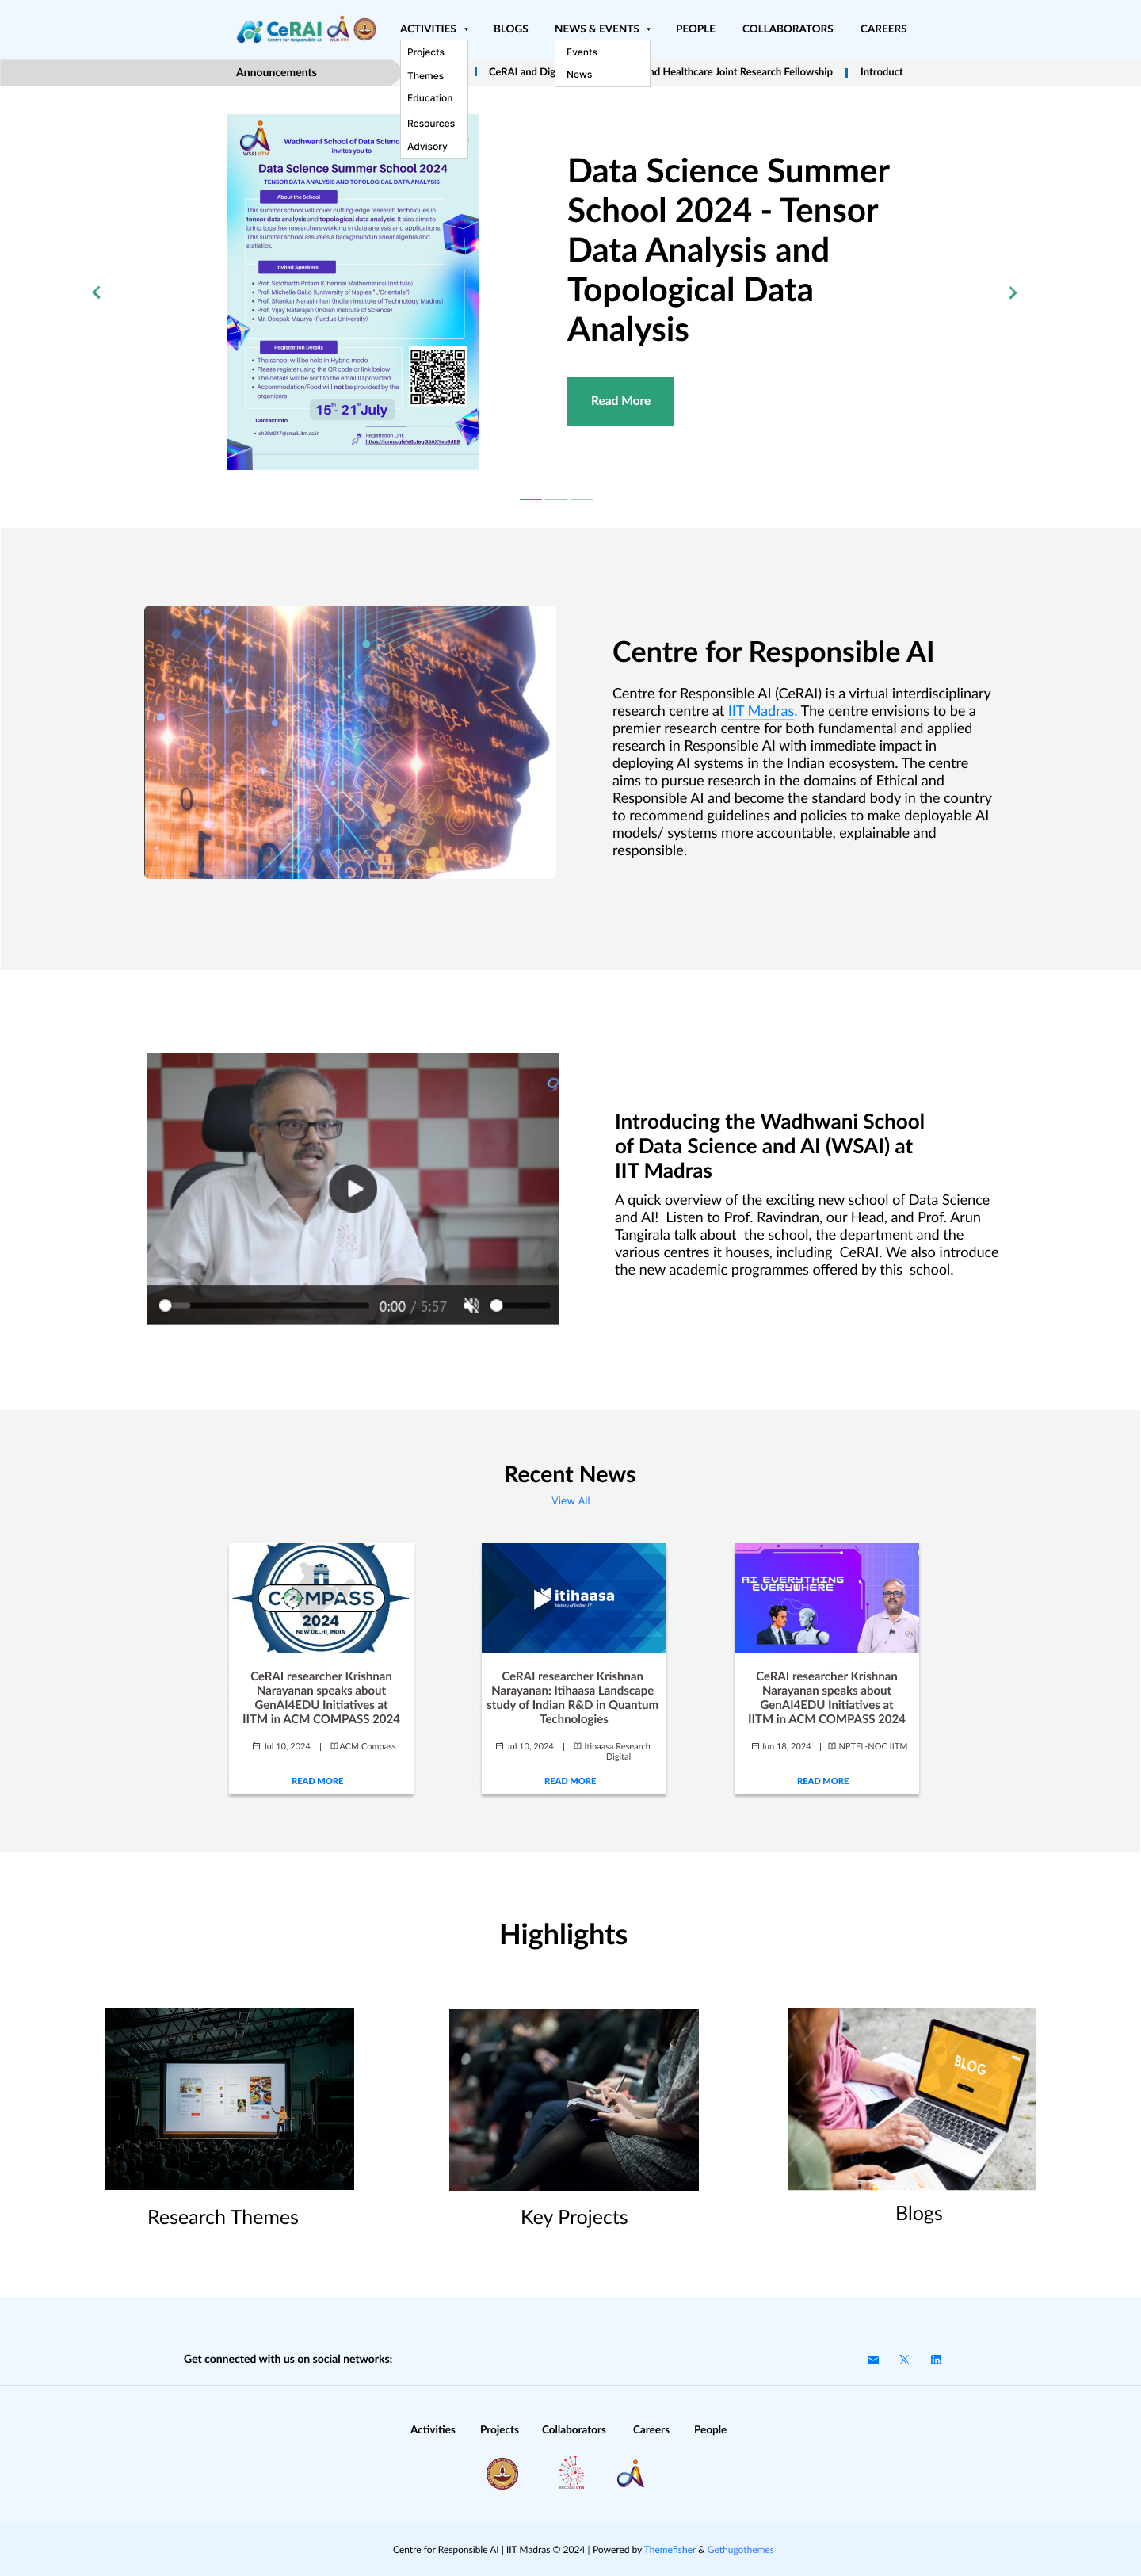 CeRAI
Centre for Responsible AI
WSAI IITM
ACTIVITIES
BLOGS
NEWS & EVENTS
PEOPLE
COLLABORATORS
CAREERS
Projects
Themes
Education
Resources
Advisory
Events
News
Announcements
CeRAI and Dig
nd Healthcare Joint Research Fellowship
Introduct
WSAI IITM
Wadhwani School of Data Scienc
invites you to
Data Science Summer School 2024
TENSOR DATA ANALYSIS AND TOPOLOGICAL DATA ANALYSIS
About the School
This summer school will cover cutting-edge research techniques in
tensor data analysis and topological data analysis. It also aims to
bring together researchers working in data analysis and applications.
This summer school assumes a background in linear algebra and
statistics.
Invited Speakers
• Prof. Siddharth Pritam (Chennai Mathematical Institute)
• Prof. Michelle Gallo (University of Naples "L'Orientale")
• Prof. Shankar Narasimhan (Indian Institute of Technology Madras)
• Prof. Vijay Natarajan (Indian Institute of Science)
• Mr. Deepak Maurya (Purdue University)
Registration Details
• The school will be held in Hybrid mode
• Please register using the QR code or link below
• The details will be sent to the email ID provided
• Accommodation/Food will not be provided by the
organizers
15th- 21st July
Contact Info
• ch20d017@smail.iitm.ac.in
Registration Link
Data Science Summer
School 2024 - Tensor
Data Analysis and
Topological Data
Analysis
Read More
Centre for Responsible AI
Centre for Responsible AI (CeRAI) is a virtual interdisciplinary
research centre at IIT Madras. The centre envisions to be a
premier research centre for both fundamental and applied
research in Responsible AI with immediate impact in
deploying AI systems in the Indian ecosystem. The centre
aims to pursue research in the domains of Ethical and
Responsible AI and become the standard body in the country
to recommend guidelines and policies to make deployable AI
models/ systems more accountable, explainable and
responsible.
0:00 / 5:57
Introducing the Wadhwani School
of Data Science and AI (WSAI) at
IIT Madras
A quick overview of the exciting new school of Data Science
and AI! Listen to Prof. Ravindran, our Head, and Prof. Arun
Tangirala talk about the school, the department and the
various centres it houses, including CeRAI. We also introduce
the new academic programmes offered by this school.
Recent News
View All
COMPASS
2024
NEW DELHI, INDIA
CeRAI researcher Krishnan
Narayanan speaks about
GenAI4EDU Initiatives at
IITM in ACM COMPASS 2024
Jul 10, 2024 | ACM Compass
READ MORE
itihaasa
history of Indian IT
CeRAI researcher Krishnan
Narayanan: Itihaasa Landscape
study of Indian R&D in Quantum
Technologies
Jul 10, 2024 | Itihaasa Research
Digital
READ MORE
AI EVERYTHING
EVERYWHERE
CeRAI researcher Krishnan
Narayanan speaks about
GenAI4EDU Initiatives at
IITM in ACM COMPASS 2024
Jun 18, 2024 | NPTEL-NOC IITM
READ MORE
Highlights
BLOG
Research Themes
Key Projects
Blogs
Get connected with us on social networks:
Activities
Projects
Collaborators
Careers
People
Centre for Responsible AI | IIT Madras © 2024 | Powered by Themefisher & Gethugothemes